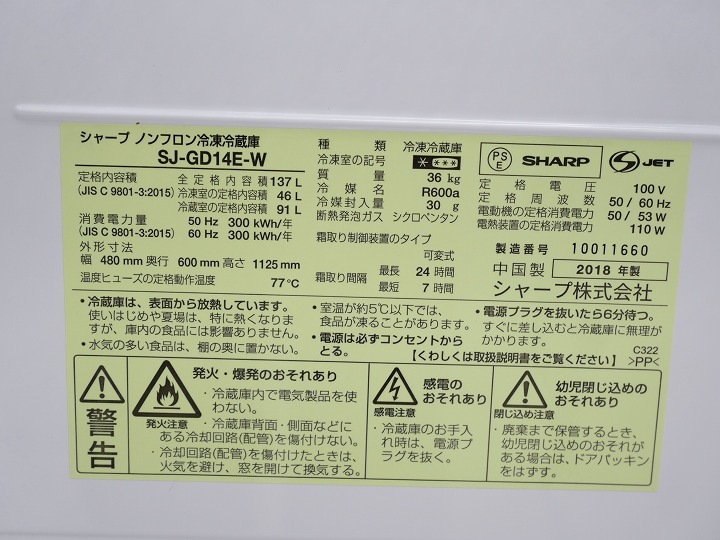 シャープ ノンフロン冷凍冷蔵庫
SJ-GD14E-W
定格内容積
(JIS C 9801-3:2015)
全定格内容積 137 L
冷凍室の定格内容積 46 L
冷蔵室の定格内容積 91 L
消費電力量
(JIS C 9801-3:2015)
50 Hz 300 kWh/年
60 Hz 300 kWh/年
外形寸法
幅 480 mm 奥行 600 mm 高さ 1125 mm
温度ヒューズの定格動作温度 77℃
種類 冷凍冷蔵庫
冷凍室の記号 * ***
質量 36 kg
冷媒 R600a
冷媒封入量 30 g
断熱発泡ガス シクロペンタン
霜取り制御装置のタイプ
可変式
霜取り間隔 最長 24 時間
最短 7 時間
PSE SHARP S JET
定格電圧 100 V
定格周波数 50 / 60 Hz
電動機の定格消費電力 50 / 53 W
電熱装置の定格消費電力 110 W
製造番号 10011660
中国製 2018 年製
シャープ株式会社
・冷蔵庫は、表面から放熱しています。
使いはじめや夏場は、特に熱くなりま
すが、庫内の食品には影響ありません。
・水気の多い食品は、棚の奥に置かない。
・室温が約5℃以下では、
食品が凍ることがあります。
・電源は必ずコンセントから
とる。
・電源プラグを抜いたら6分待つ。
すぐに差し込むと冷蔵庫に無理が
かかります。
【くわしくは取扱説明書をご覧ください】
C322
>PP<
警告
発火・爆発のおそれあり
発火注意
・冷蔵庫内で電気製品を使
わない。
・冷蔵庫背面・側面などに
ある冷却回路(配管)を傷付けない。
・冷却回路(配管)を傷付けたときは、
火気を避け、窓を開けて換気する。
感電の
おそれあり
感電注意
・冷蔵庫のお手入
れ時は、電源プ
ラグを抜く。
幼児閉じ込めの
おそれあり
閉じ込め注意
・廃棄まで保管するとき、
幼児閉じ込めのおそれが
ある場合は、ドアパッキン
をはずす。